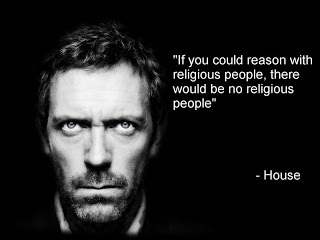 "If you could reason with
religious people, there
would be no religious
people"
- House